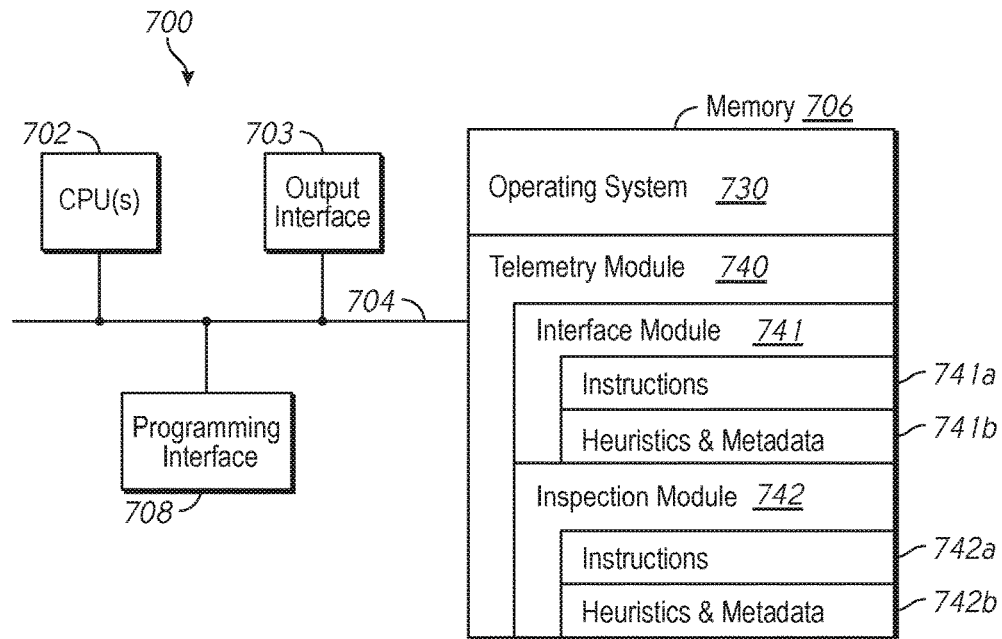 700
Memory 706
702
703
CPU(s)
Output
Interface
Operating System 730
Telemetry Module 740
704
Interface Module 741
Instructions
741a
Heuristics & Metadata
741b
Programming
Interface
708
Inspection Module 742
Instructions
742a
Heuristics & Metadata
742b